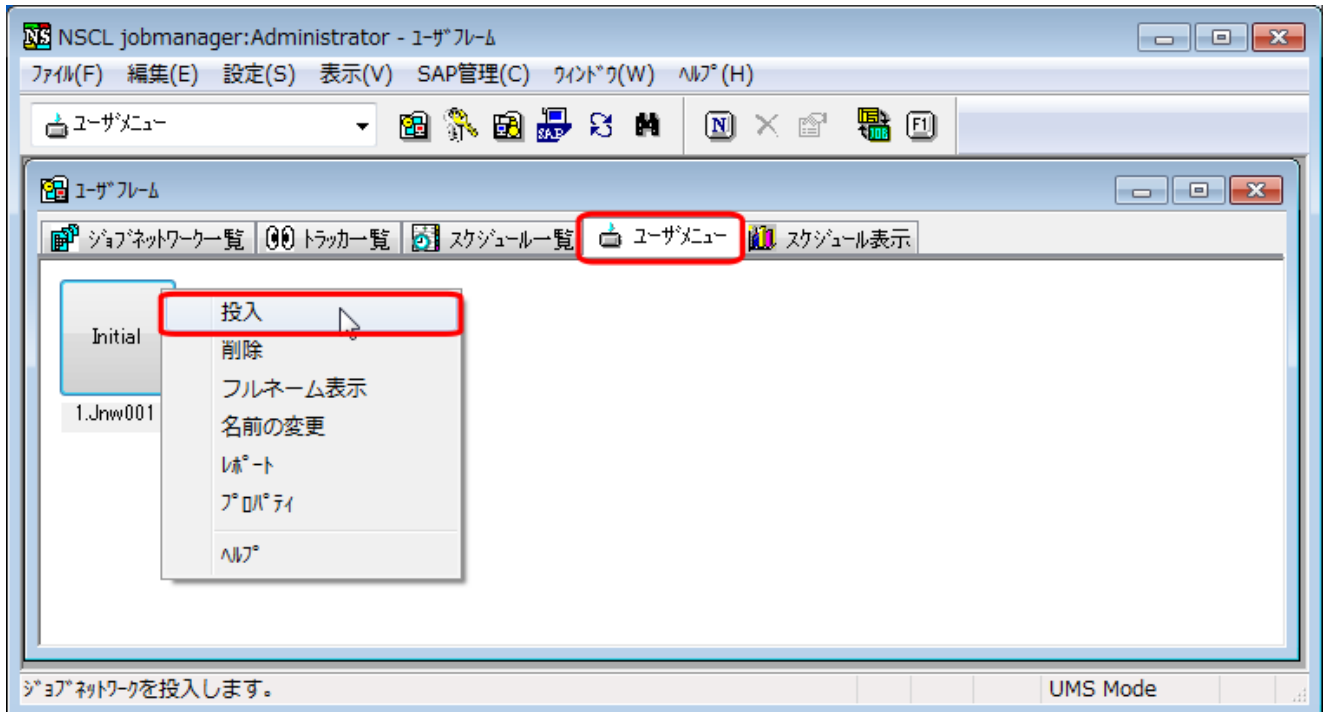 NS NSCL jobmanager:Administrator - ﾕｰｻﾞﾌﾚｰﾑ
ﾌｧｲﾙ(F) 編集(E) 設定(S) 表示(V) SAP管理(C) ｳｨﾝﾄﾞｳ(W) ﾍﾙﾌﾟ(H)
ﾕｰｻﾞﾒﾆｭｰ SAP N JOB F1
ﾕｰｻﾞﾌﾚｰﾑ
ｼﾞｮﾌﾞﾈｯﾄﾜｰｸ一覧 ﾄﾗｯｶ一覧 ｽｹｼﾞｭｰﾙ一覧 ﾕｰｻﾞﾒﾆｭｰ ｽｹｼﾞｭｰﾙ表示
Initial
1.Jnw001
投入
削除
フルネーム表示
名前の変更
ﾚﾎﾟｰﾄ
ﾌﾟﾛﾊﾟﾃｨ
ﾍﾙﾌﾟ
ｼﾞｮﾌﾞﾈｯﾄﾜｰｸを投入します。 UMS Mode